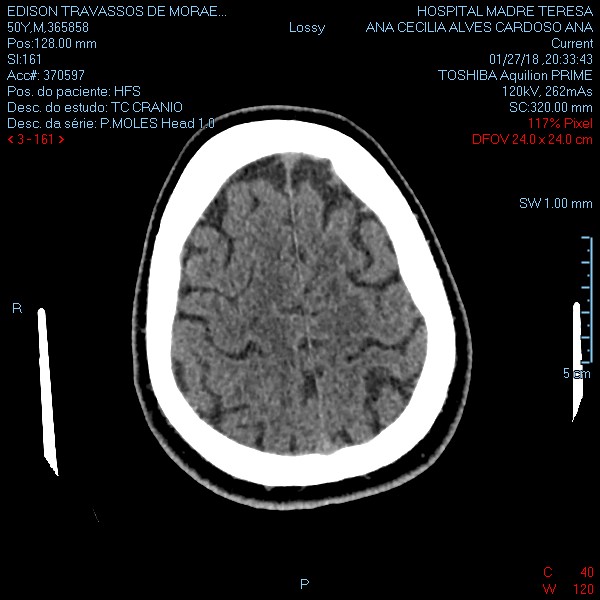 EDISON TRAVASSOS DE MORAE...
50Y,M,365858
Pos:128.00 mm
SI:161
Acc#: 370597
Pos. do paciente: HFS
Desc. do estudo: TC CRANIO
Desc. da série: P.MOLES Head 1.0
< 3 - 161 >
Lossy
HOSPITAL MADRE TERESA
ANA CECILIA ALVES CARDOSO ANA
Current
01/27/18 ,20:33:43
TOSHIBA Aquilion PRIME
120kV, 262mAs
SC:320.00 mm
117% Pixel
DFOV 24.0 x 24.0 cm
SW 1.00 mm
R
5 cm
P
C 40
W 120